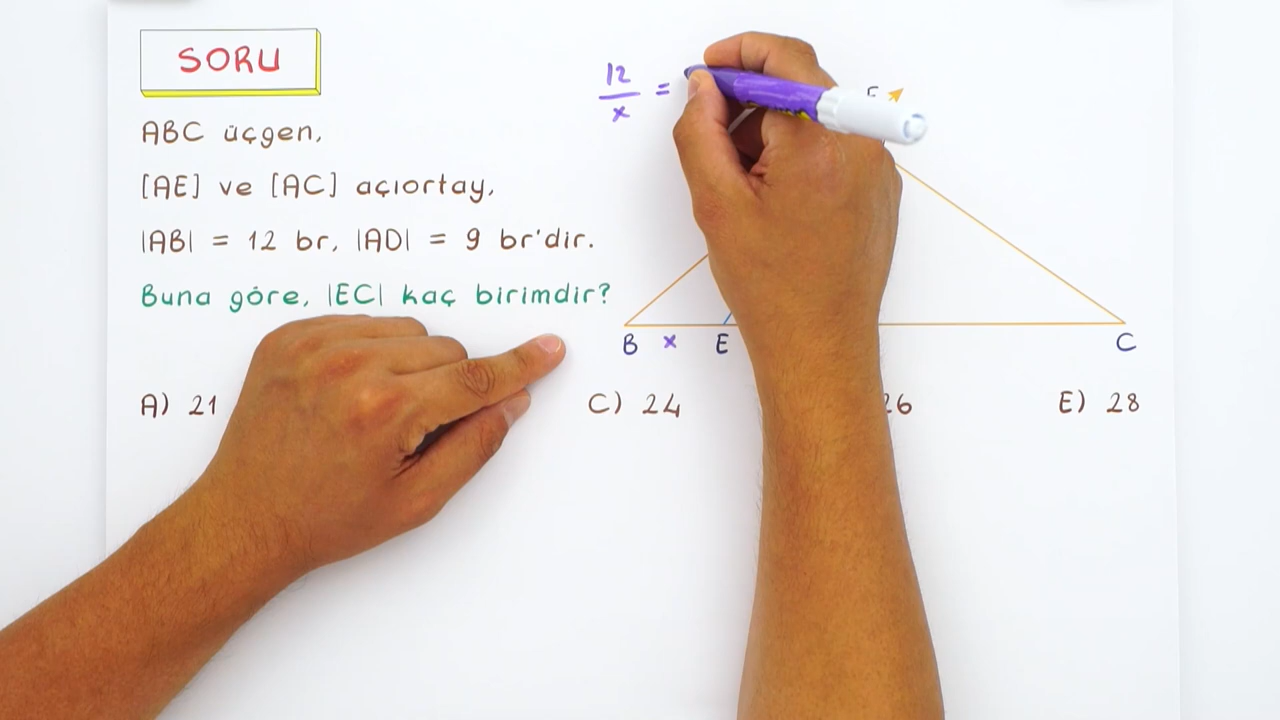 SORU
12
x
=
ABC üçgen,
[AE] ve [AC] açıortay,
|AB| = 12 br, |AD| = 9 br'dir.
Buna göre, |EC| kaç birimdir?
B x E C
A) 21 C) 24 26 E) 28